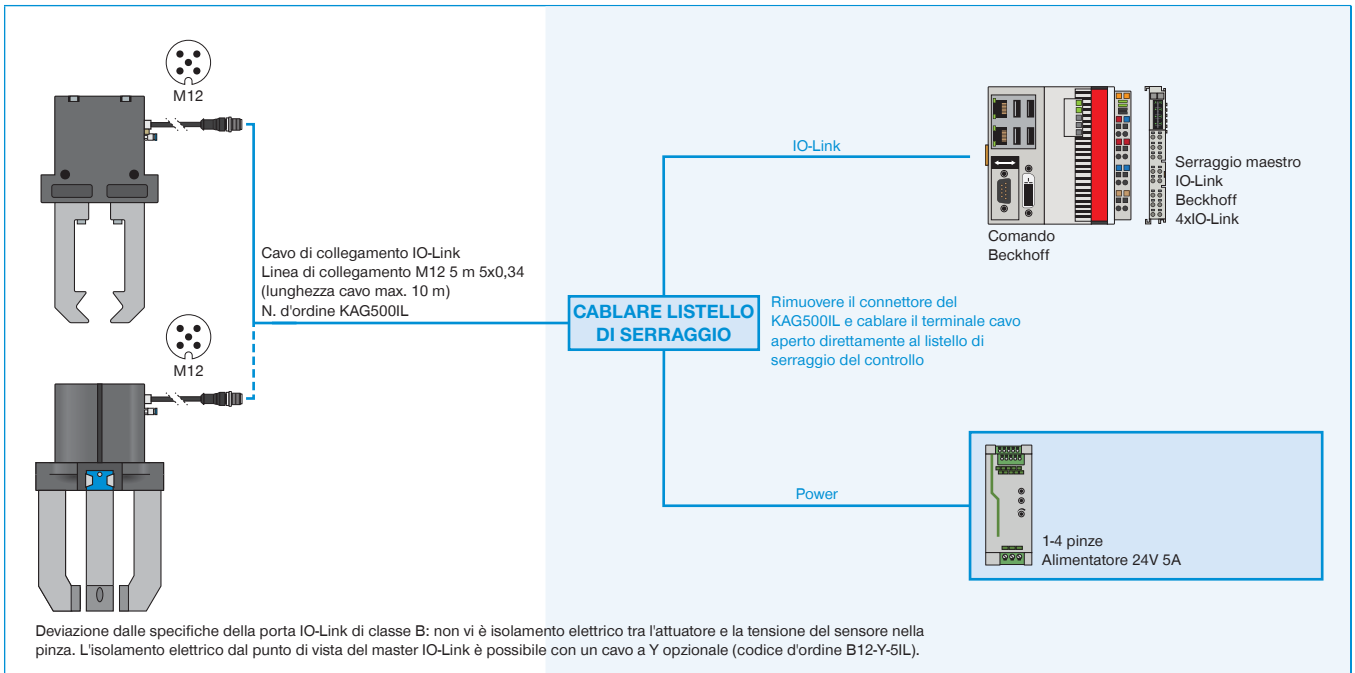 M12
IO-Link
Serraggio maestro
IO-Link
Beckhoff
4xIO-Link
Comando
Beckhoff
Cavo di collegamento IO-Link
Linea di collegamento M12 5 m 5x0,34
(lunghezza cavo max. 10 m)
N. d'ordine KAG500IL
CABLARE LISTELLO
DI SERRAGGIO
Rimuovere il connettore del
KAG500IL e cablare il terminale cavo
aperto direttamente al listello di
serraggio del controllo
M12
Power
1-4 pinze
Alimentatore 24V 5A
Deviazione dalle specifiche della porta IO-Link di classe B: non vi è isolamento elettrico tra l'attuatore e la tensione del sensore nella
pinza. L'isolamento elettrico dal punto di vista del master IO-Link è possibile con un cavo a Y opzionale (codice d'ordine B12-Y-5IL).